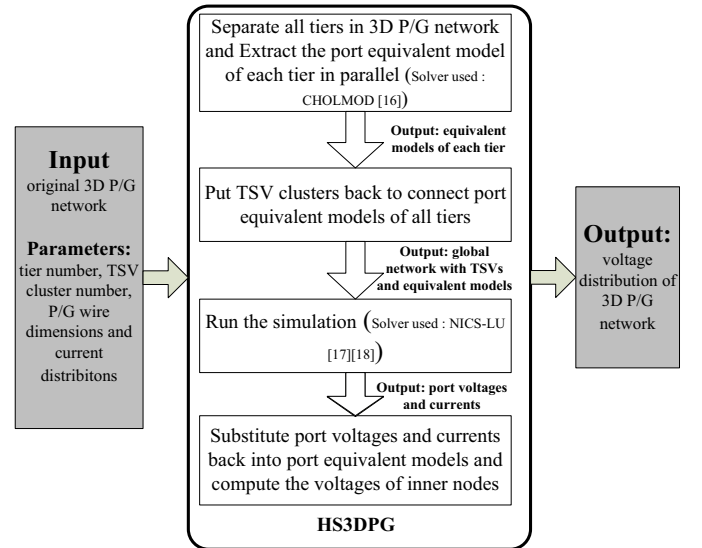 Input
original 3D P/G
network
Parameters:
tier number, TSV
cluster number,
P/G wire
dimensions and
current
distribitons
Separate all tiers in 3D P/G network
and Extract the port equivalent model
of each tier in parallel (Solver used :
CHOLMOD [16])
Output: equivalent
models of each tier
Put TSV clusters back to connect port
equivalent models of all tiers
Output: global
network with TSVs
and equivalent models
Run the simulation (Solver used : NICS-LU
[17][18])
Output: port voltages
and currents
Substitute port voltages and currents
back into port equivalent models and
compute the voltages of inner nodes
HS3DPG
Output:
voltage
distribution of
3D P/G
network